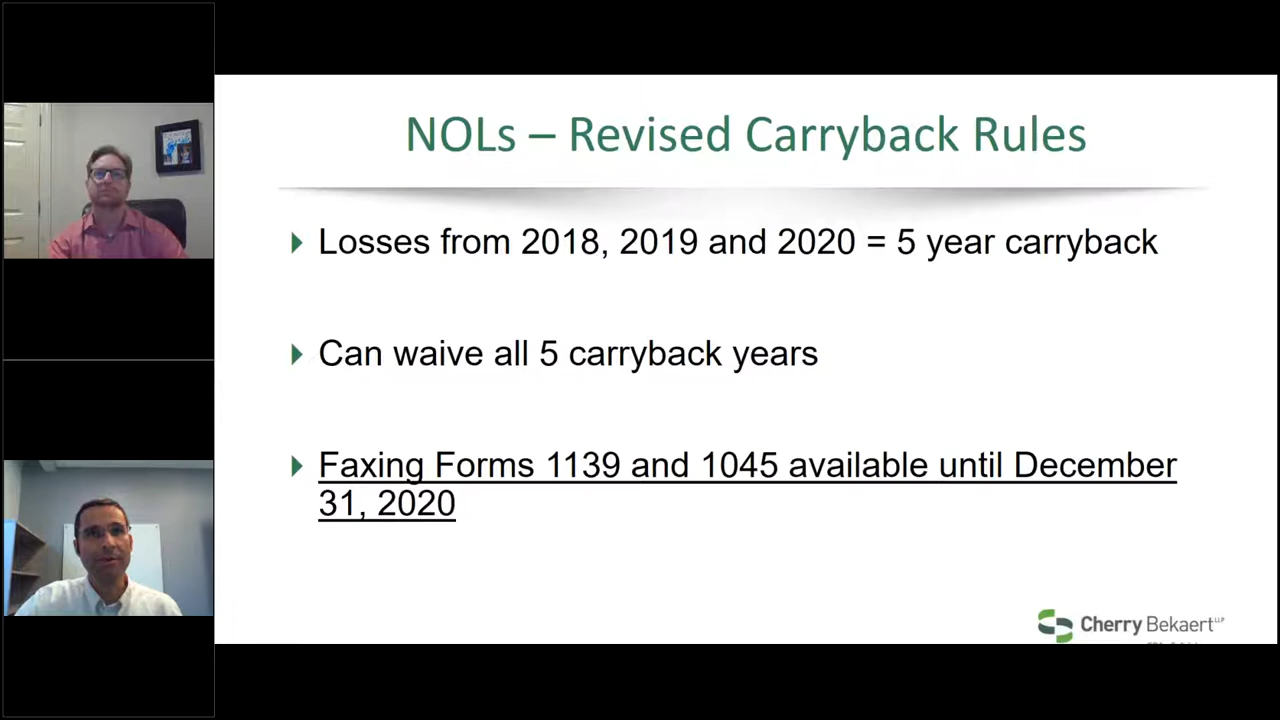 NOLs – Revised Carryback Rules
Losses from 2018, 2019 and 2020 = 5 year carryback
Can waive all 5 carryback years
Faxing Forms 1139 and 1045 available until December
31, 2020
Cherry Bekaert LLP